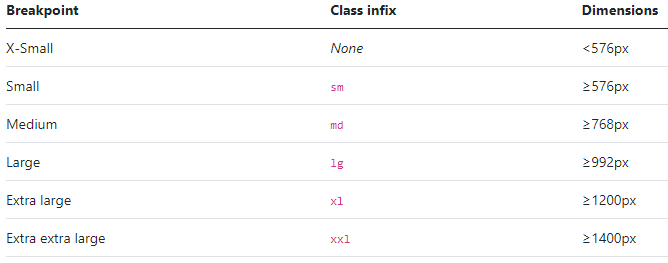 Breakpoint Class infix Dimensions
X-Small None <576px
Small sm ≥576px
Medium md ≥768px
Large lg ≥992px
Extra large xl ≥1200px
Extra extra large xxl ≥1400px